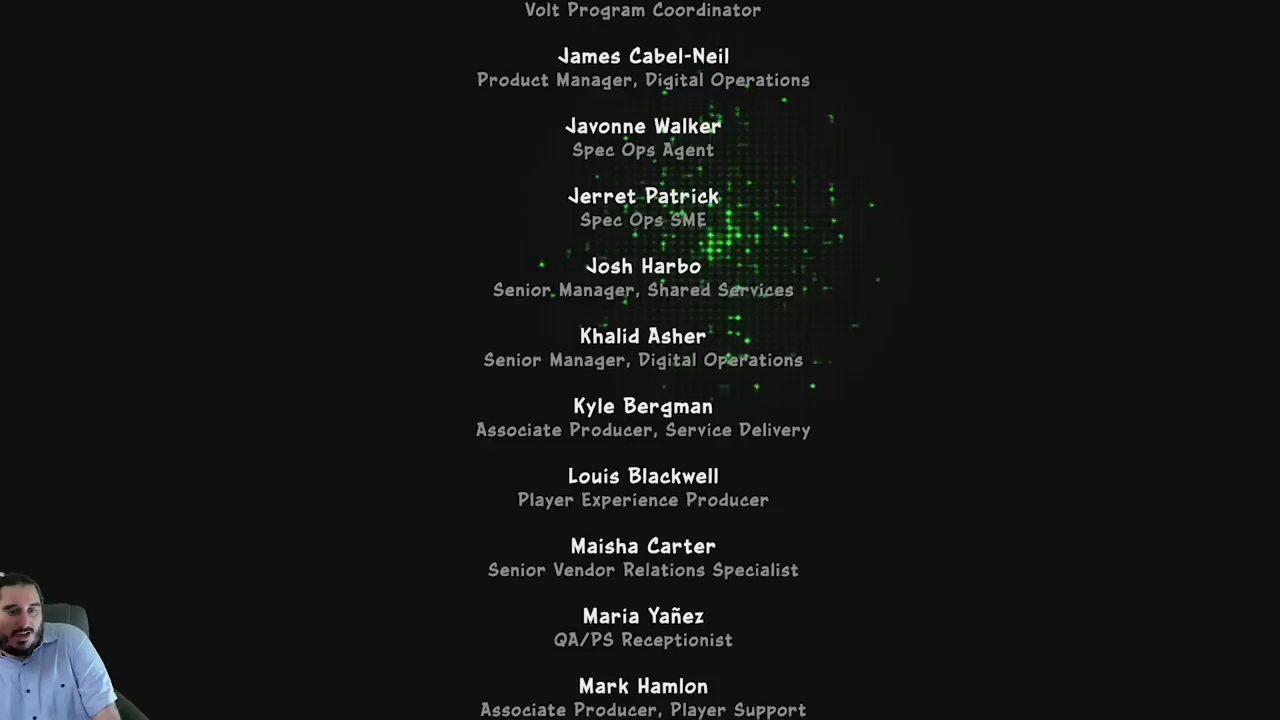 Volt Program Coordinator
James Cabel-Neil
Product Manager, Digital Operations
Javonne Walker
Spec Ops Agent
Jerret Patrick
Spec Ops SME
Josh Harbo
Senior Manager, Shared Services
Khalid Asher
Senior Manager, Digital Operations
Kyle Bergman
Associate Producer, Service Delivery
Louis Blackwell
Player Experience Producer
Maisha Carter
Senior Vendor Relations Specialist
Maria Yañez
QA/PS Receptionist
Mark Hamlon
Associate Producer, Player Support